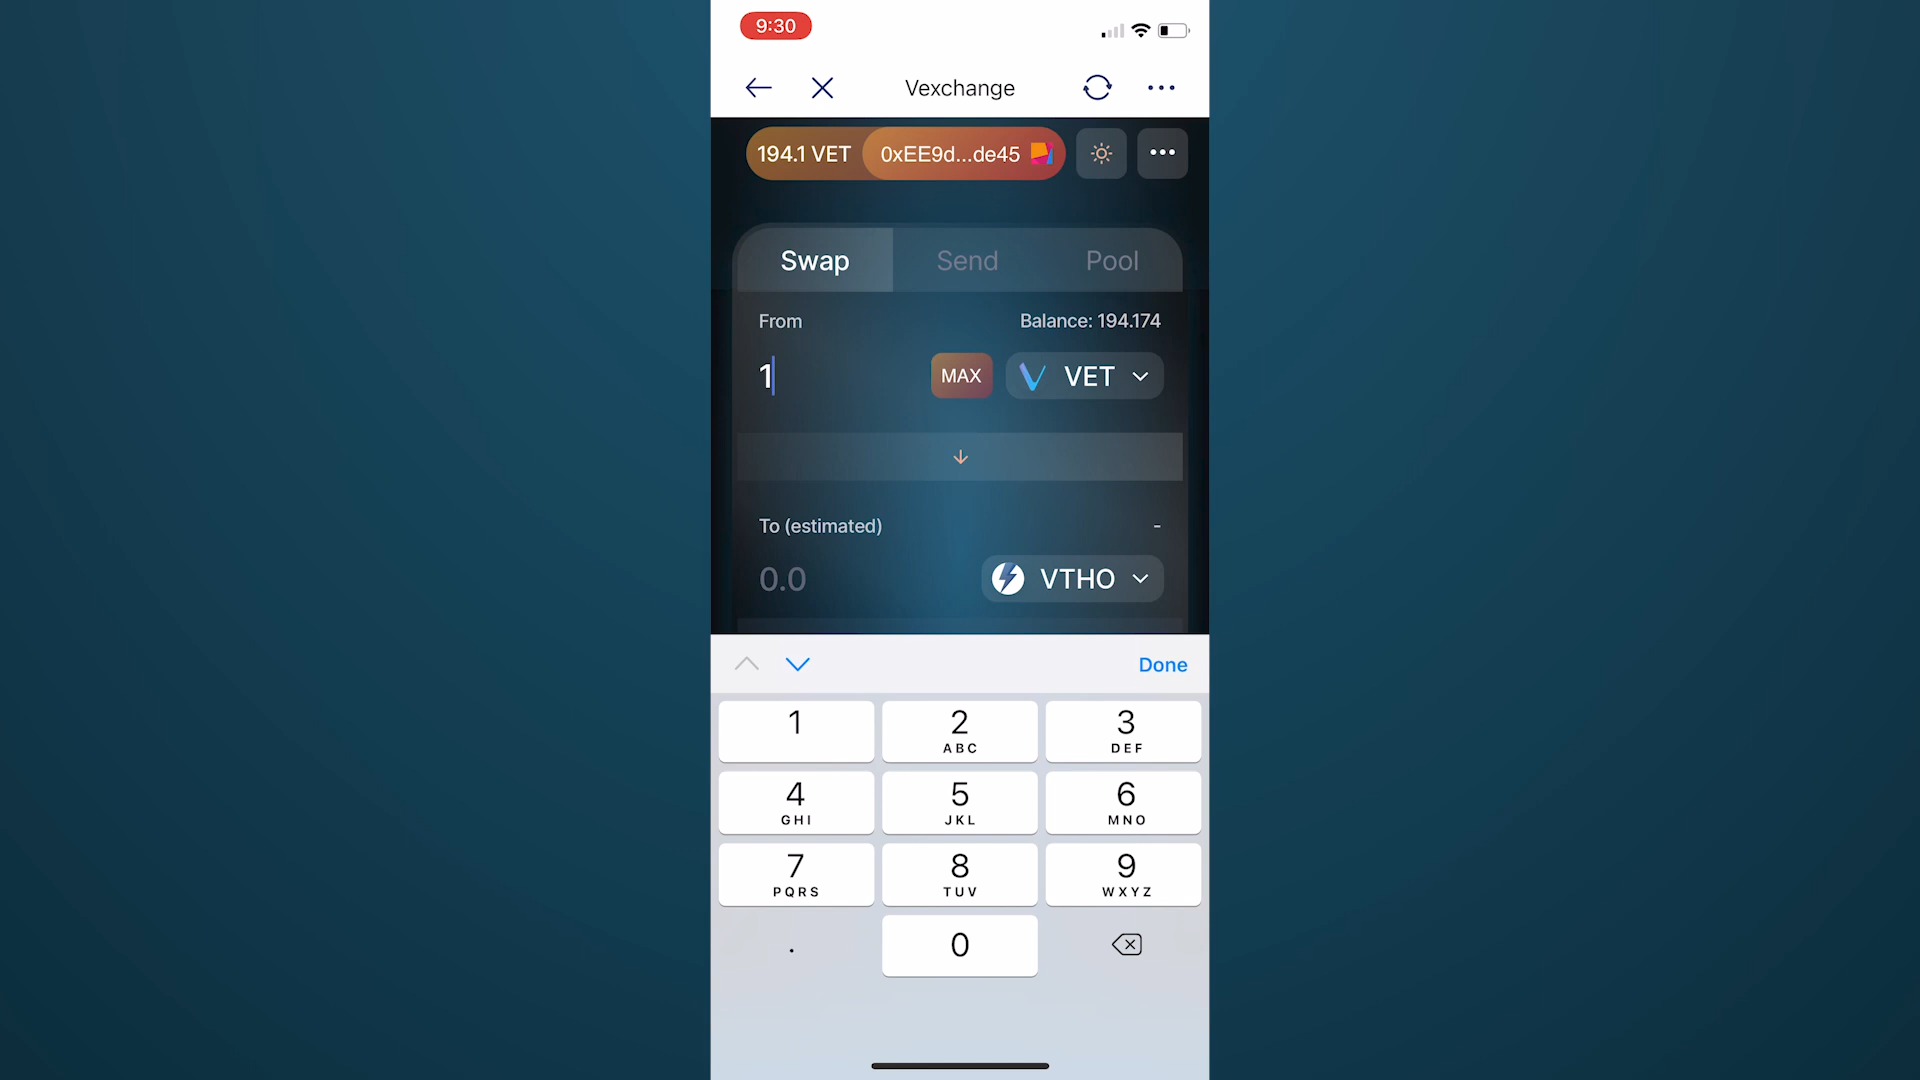 9:30
Vexchange
194.1 VET 0xEE9d...de45
Swap Send Pool
From Balance: 194.174
1 MAX VET
To (estimated) -
0.0 VTHO
Done
1 2 3
ABC DEF
4 5 6
GHI JKL MNO
7 8 9
PQRS TUV WXYZ
. 0